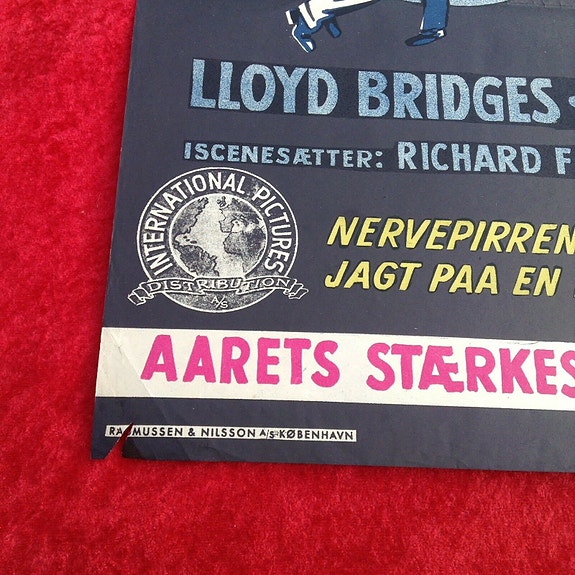 LLOYD BRIDGES
ISCENESÆTTER: RICHARD F
INTERNATIONAL PICTURES
DISTRIBUTION
A/S
NERVEPIRREN
JAGT PAA EN
AARETS STÆRKES
RASMUSSEN & NILSSON A/S-KØBENHAVN